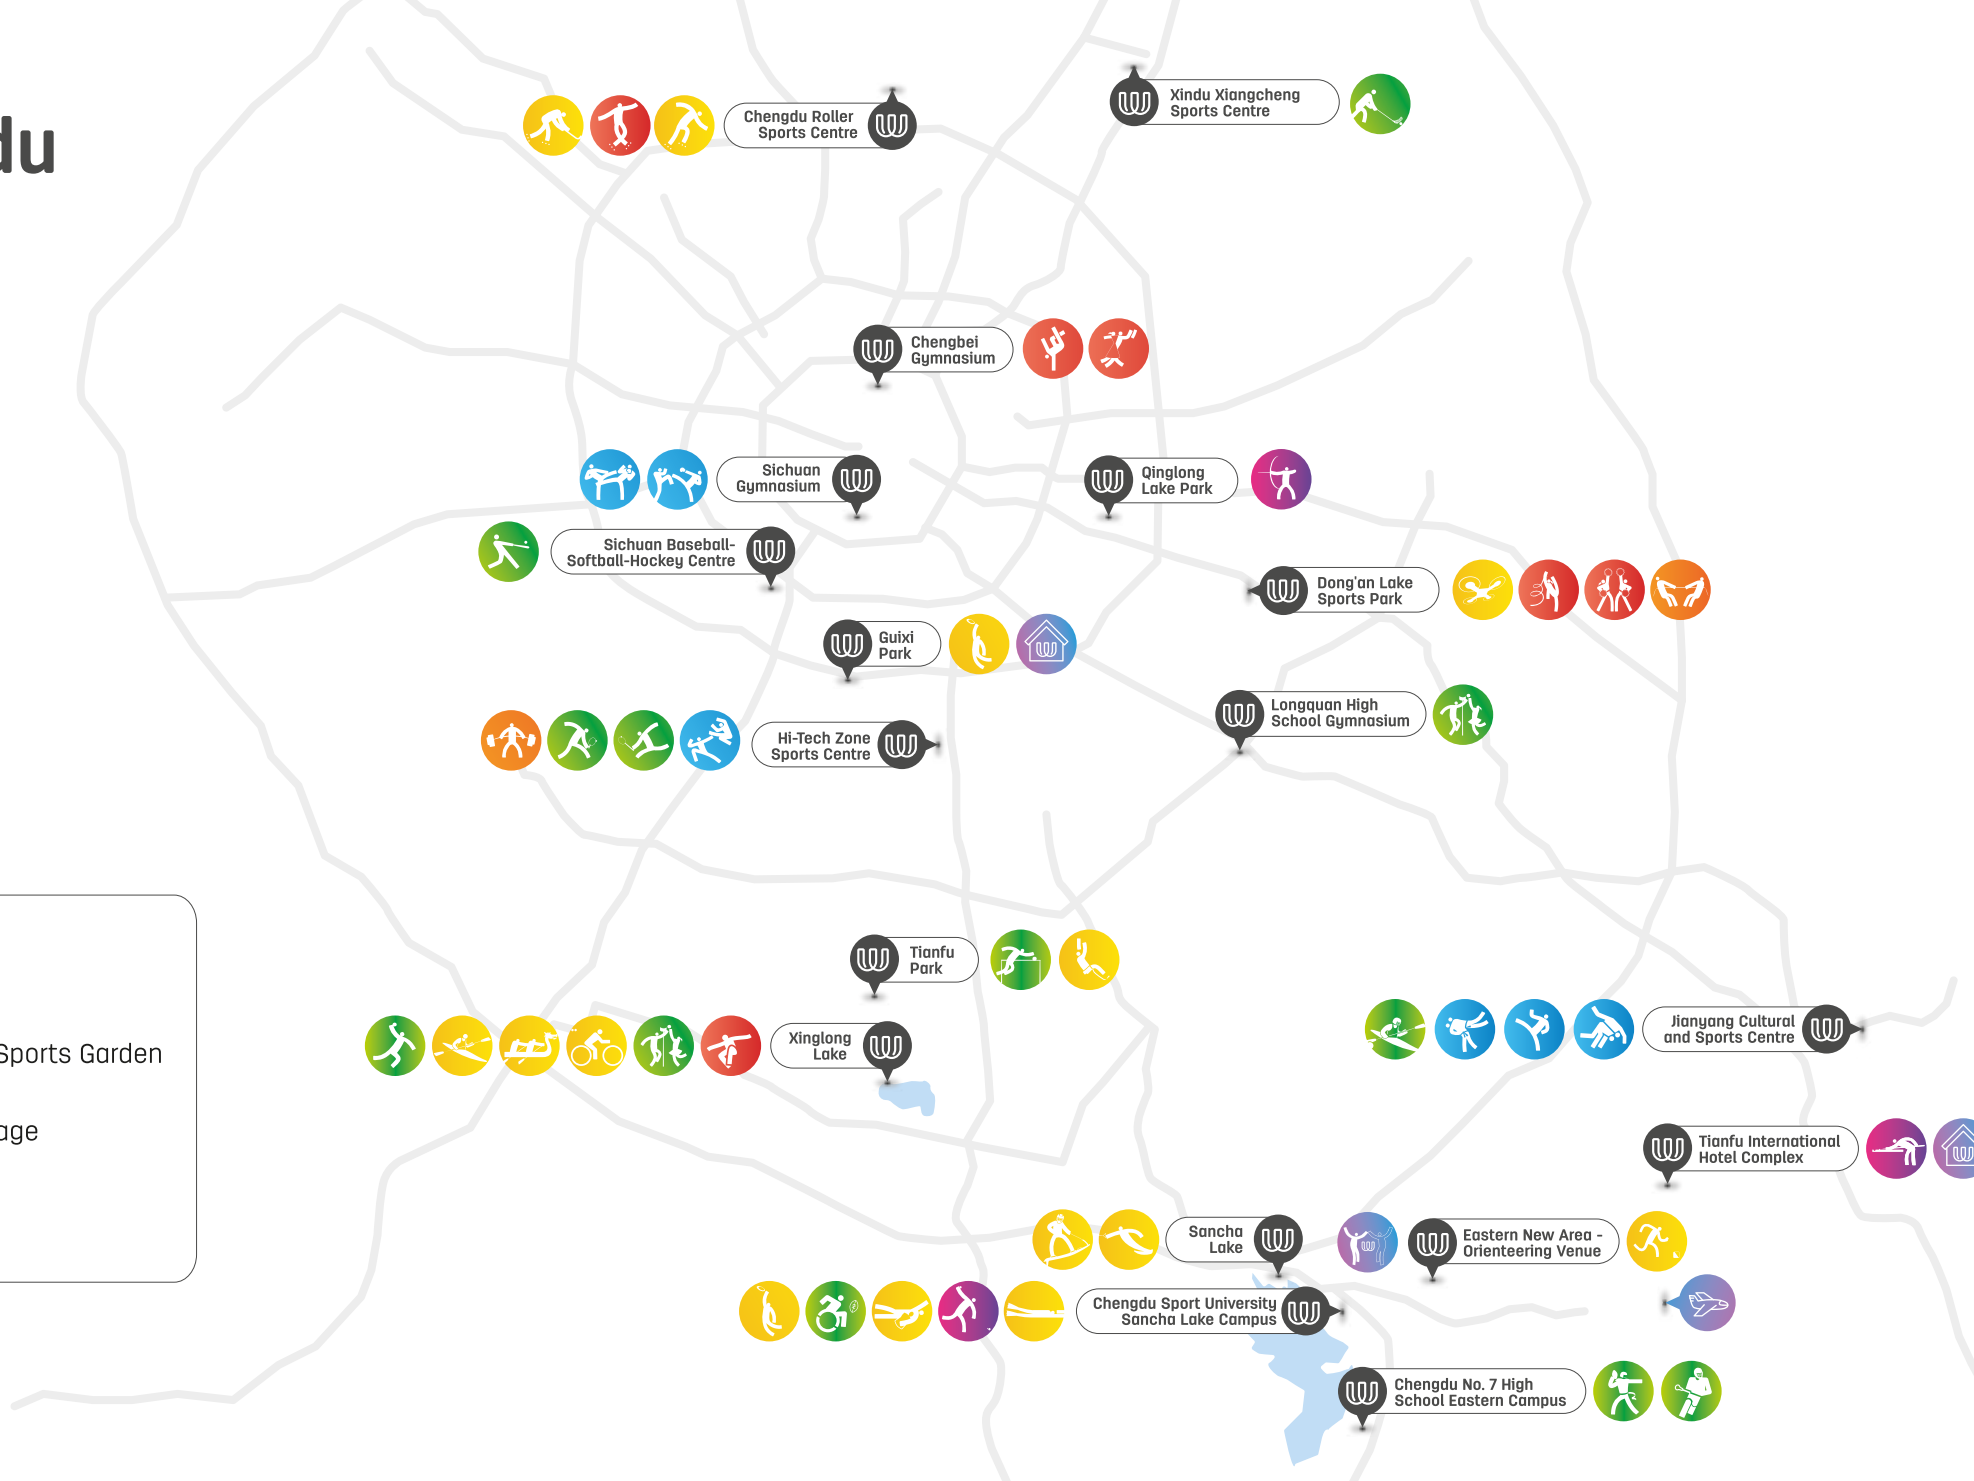 du
Chengdu Roller
Sports Centre
Xindu Xiangcheng
Sports Centre
Chengbei
Gymnasium
Sichuan
Gymnasium
Qinglong
Lake Park
Sichuan Baseball-
Softball-Hockey Centre
Dong'an Lake
Sports Park
Guixi
Park
Longquan High
School Gymnasium
Hi-Tech Zone
Sports Centre
Tianfu
Park
Xinglong
Lake
Jianyang Cultural
and Sports Centre
Sports Garden
age
Tianfu International
Hotel Complex
Sancha
Lake
Eastern New Area -
Orienteering Venue
Chengdu Sport University
Sancha Lake Campus
Chengdu No. 7 High
School Eastern Campus